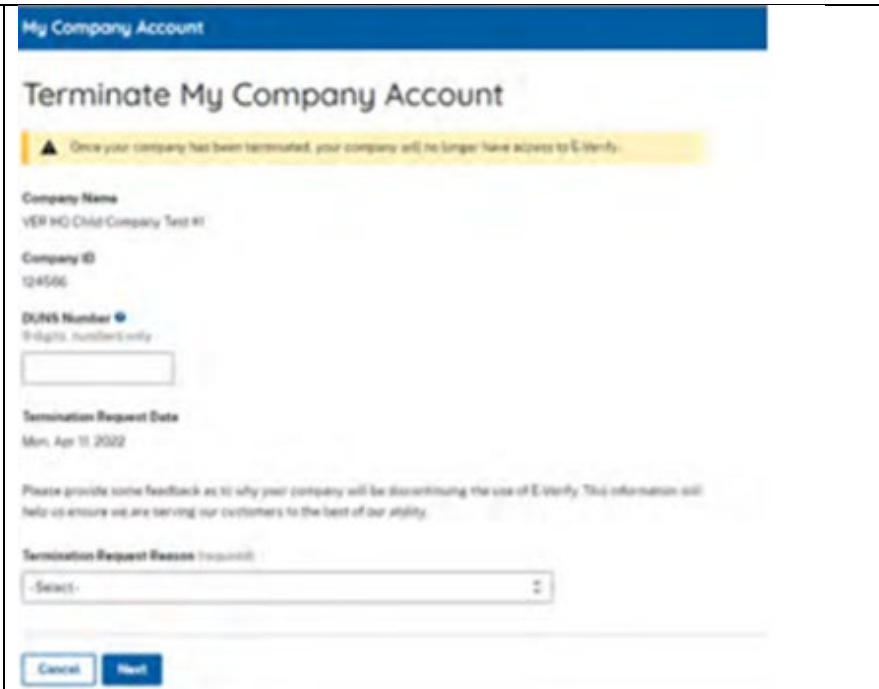 My Company Account
Terminate My Company Account
Once your company has been terminated, your company will no longer have access to E-Verify.
Company Name
VER HQ Child Company Test #1
Company ID
124566
DUNS Number
9 digits, numbers only
Termination Request Date
Mon, Apr 11, 2022
Please provide some feedback as to why your company will be discontinuing the use of E-Verify. This information will
help us ensure we are serving our customers to the best of our ability.
Termination Request Reason (required)
-Select-
Cancel Next